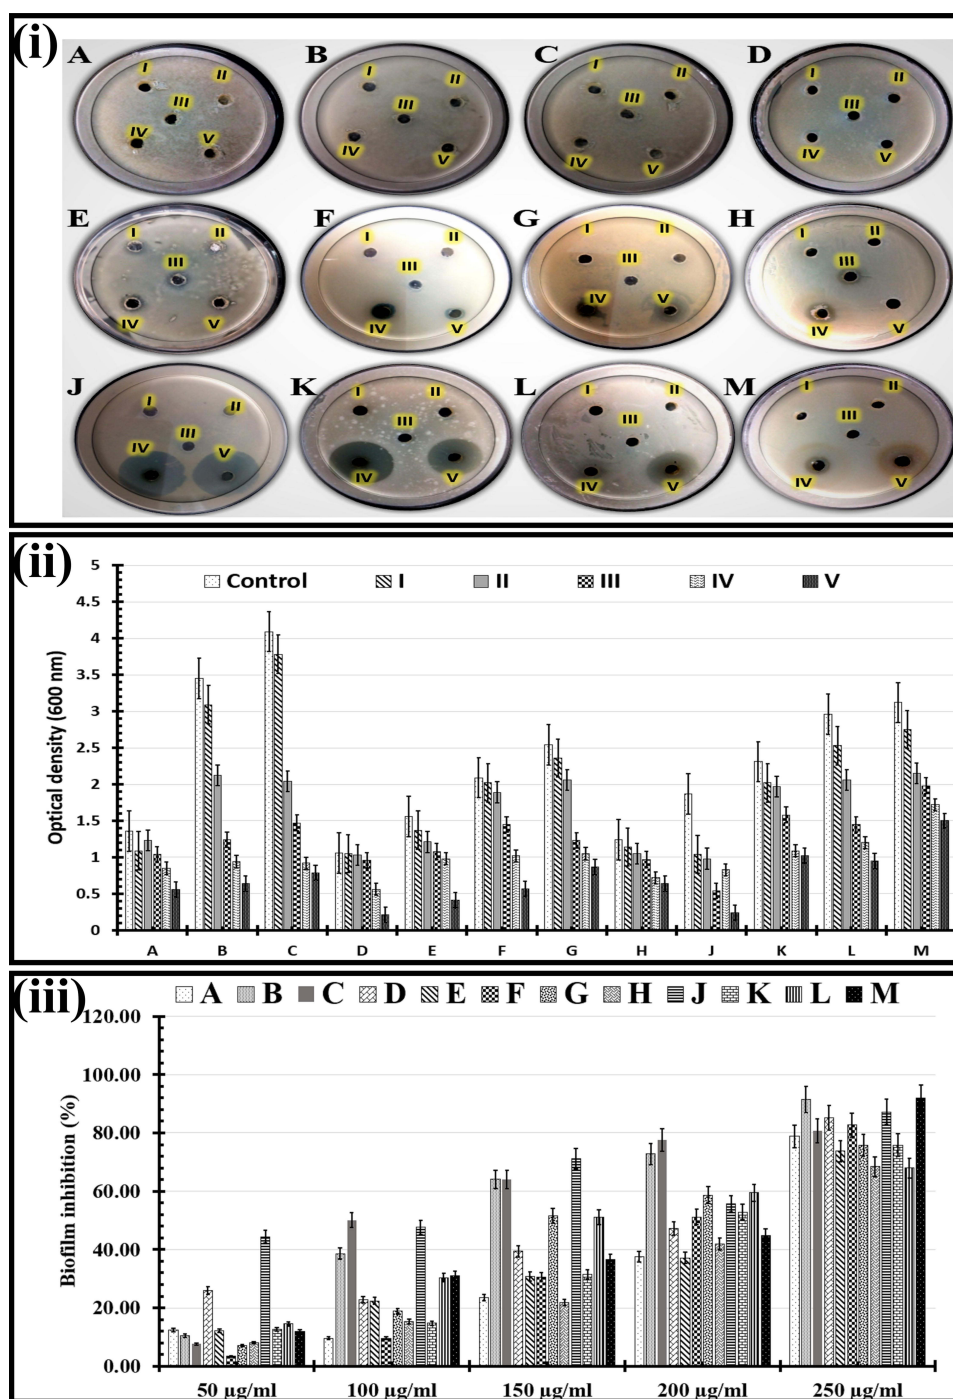 (i)
A B C D
I II I II I II I II
III III III III
IV V IV V IV V IV V
E F G H
I II I II I II I II
III III III III
IV V IV V IV V IV V
J K L M
I II I II I II I II
III III III III
IV V IV V IV V IV V
(ii)
5
Control I II III IV V
4.5
4
3.5
3
2.5
2
1.5
1
0.5
0
Optical density (600 nm)
A B C D E F G H J K L M
(iii)
A B C D E F G H J K L M
120.00
100.00
80.00
60.00
40.00
20.00
0.00
Biofilm inhibition (%)
50 µg/ml 100 µg/ml 150 µg/ml 200 µg/ml 250 µg/ml